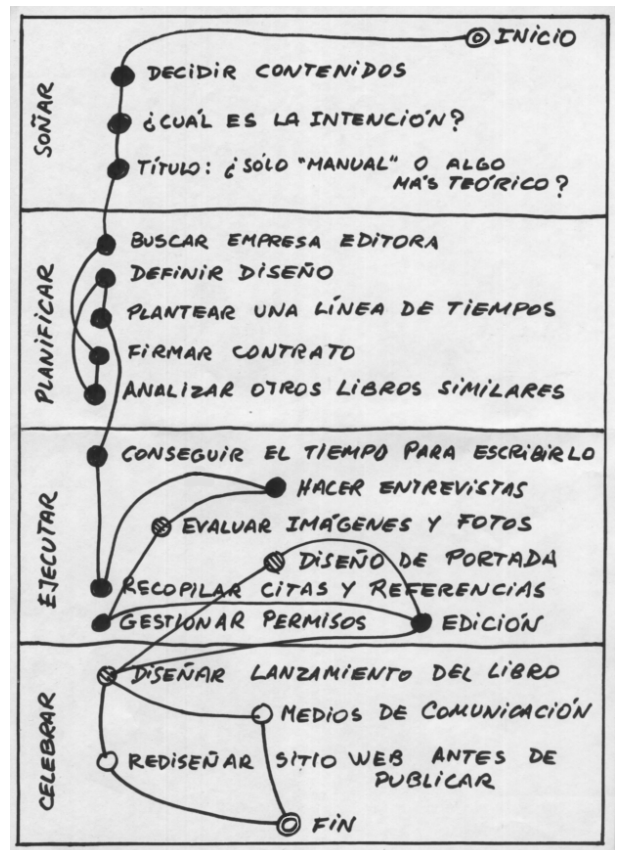 SOÑAR
INICIO
DECIDIR CONTENIDOS
¿CUÁL ES LA INTENCIÓN?
TÍTULO: ¿SÓLO "MANUAL" O ALGO
MÁS TEÓRICO?
PLANIFICAR
BUSCAR EMPRESA EDITORA
DEFINIR DISEÑO
PLANTEAR UNA LÍNEA DE TIEMPOS
FIRMAR CONTRATO
ANALIZAR OTROS LIBROS SIMILARES
EJECUTAR
CONSEGUIR EL TIEMPO PARA ESCRIBIRLO
HACER ENTREVISTAS
EVALUAR IMÁGENES Y FOTOS
DISEÑO DE PORTADA
RECOPILAR CITAS Y REFERENCIAS
GESTIONAR PERMISOS
EDICIÓN
CELEBRAR
DISEÑAR LANZAMIENTO DEL LIBRO
MEDIOS DE COMUNICACIÓN
REDISEÑAR SITIO WEB ANTES DE
PUBLICAR
FIN